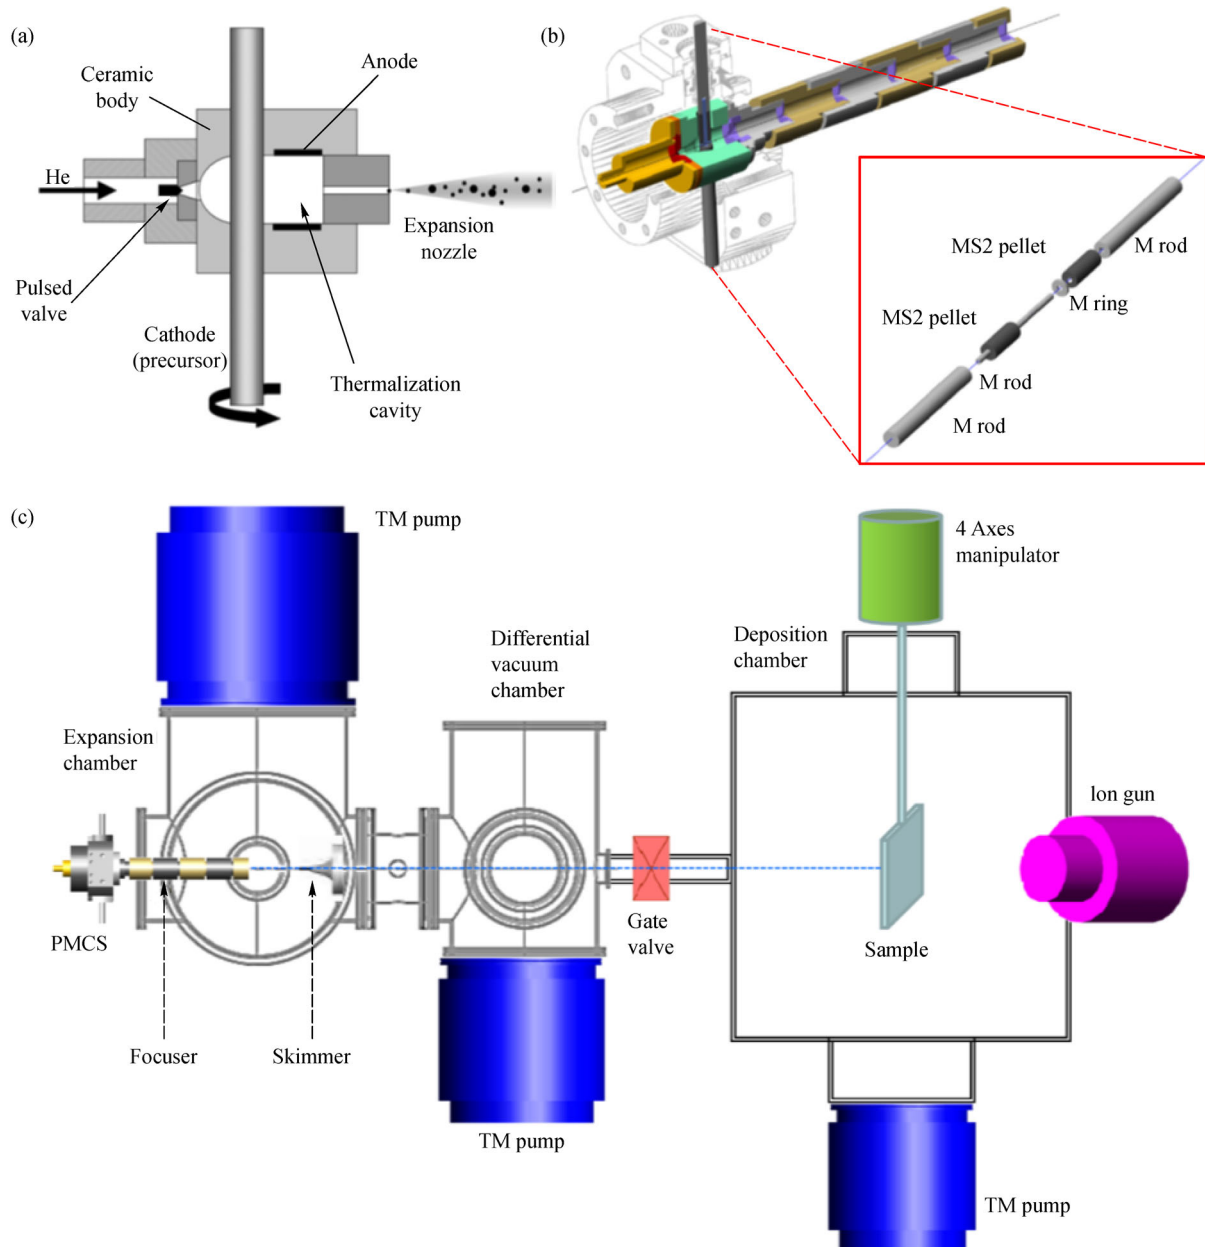 (a)
Ceramic
body
Anode
He
Expansion
nozzle
Pulsed
valve
Cathode
(precursor)
Thermalization
cavity
(b)
MS2 pellet
M rod
M ring
MS2 pellet
M rod
M rod
(c)
TM pump
4 Axes
manipulator
Differential
vacuum
chamber
Deposition
chamber
Expansion
chamber
Ion gun
PMCS
Gate
valve
Sample
Focuser
Skimmer
TM pump
TM pump